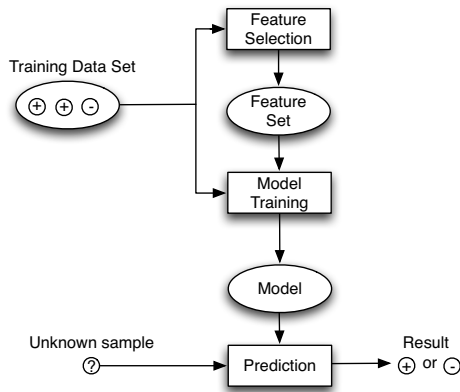 Feature
Selection
Training Data Set
+ + -
Feature
Set
Model
Training
Model
Unknown sample
?
Prediction
Result
+ or -